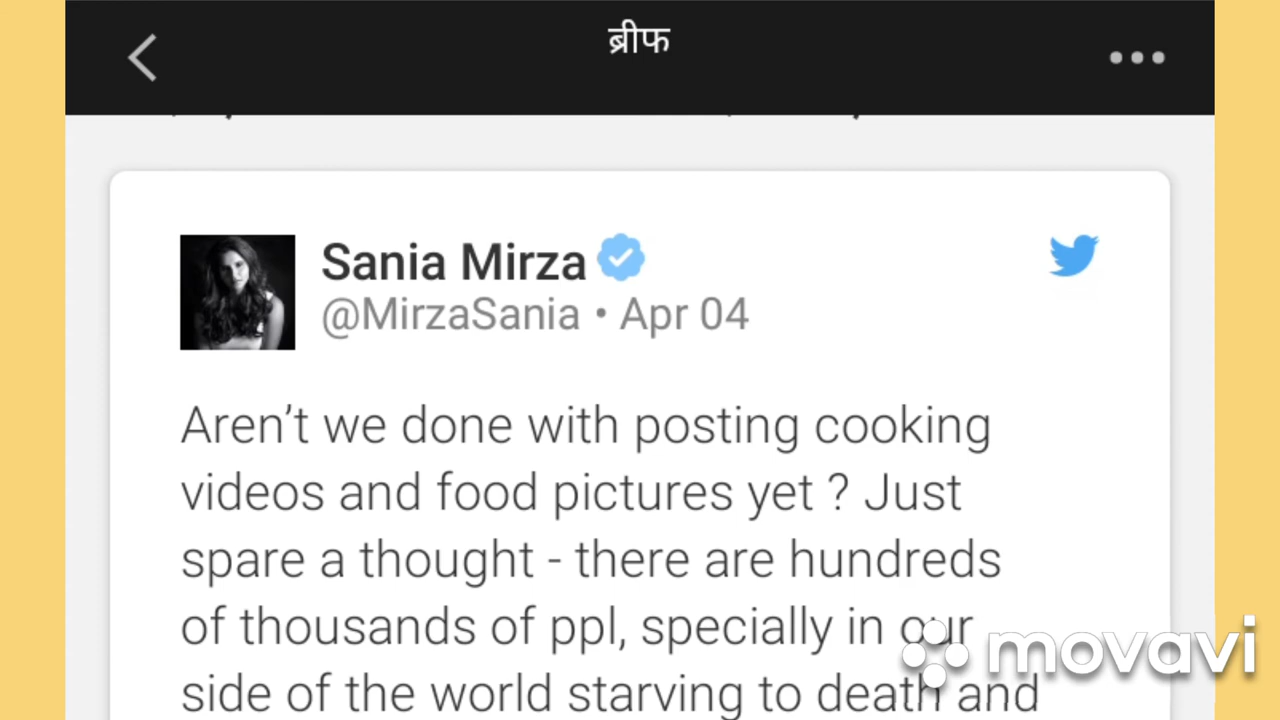 ब्रीफ
Sania Mirza
@MirzaSania • Apr 04
Aren’t we done with posting cooking
videos and food pictures yet ? Just
spare a thought - there are hundreds
of thousands of ppl, specially in our
side of the world starving to death and
movavi